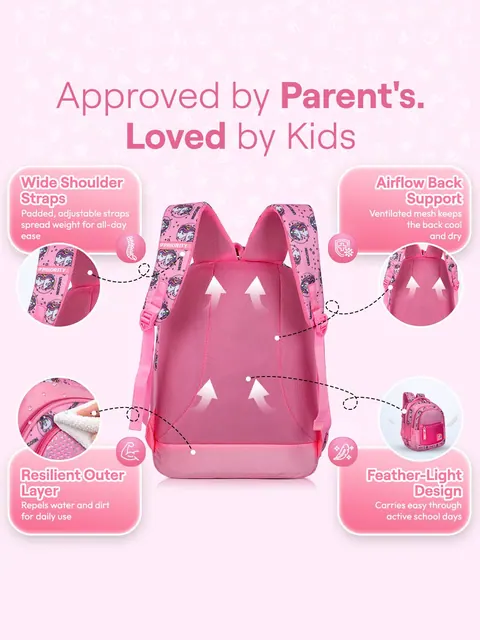 Approved by Parent's.
Loved by Kids
Wide Shoulder
Straps
Padded, adjustable straps
spread weight for all-day
ease
Airflow Back
Support
Ventilated mesh keeps
the back cool
and dry
Resilient Outer
Layer
Repels water and dirt
for daily use
Feather-Light
Design
Carries easy through
active school days